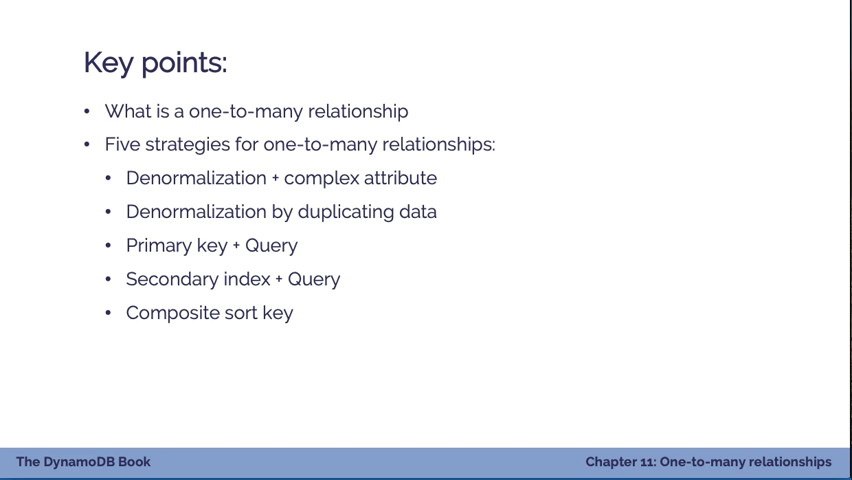 Key points:
• What is a one-to-many relationship
• Five strategies for one-to-many relationships:
• Denormalization + complex attribute
• Denormalization by duplicating data
• Primary key + Query
• Secondary index + Query
• Composite sort key
The DynamoDB Book
Chapter 11: One-to-many relationships